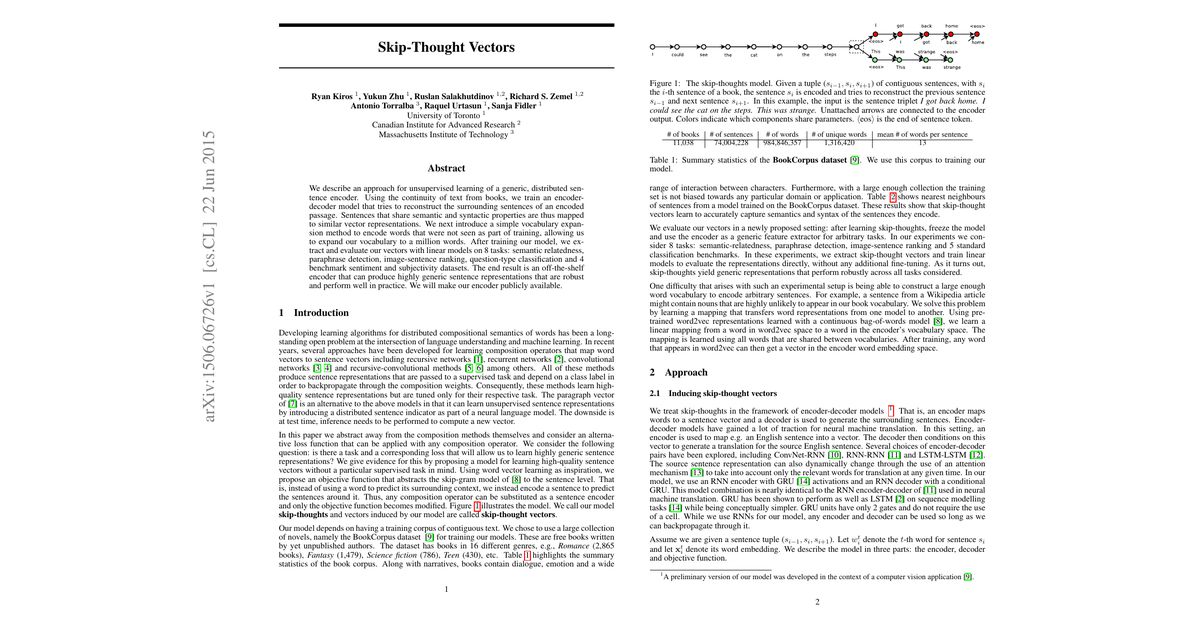 arXiv:1506.06726v1 [cs.CL] 22 Jun 2015
Skip-Thought Vectors
Ryan Kiros 1, Yukun Zhu 1, Ruslan Salakhutdinov 1,2, Richard S. Zemel 1,2
Antonio Torralba 3, Raquel Urtasun 1, Sanja Fidler 1
University of Toronto 1
Canadian Institute for Advanced Research 2
Massachusetts Institute of Technology 3
Abstract
We describe an approach for unsupervised learning of a generic, distributed sen-
tence encoder. Using the continuity of text from books, we train an encoder-
decoder model that tries to reconstruct the surrounding sentences of an encoded
passage. Sentences that share semantic and syntactic properties are thus mapped
to similar vector representations. We next introduce a simple vocabulary expan-
sion method to encode words that were not seen as part of training, allowing us
to expand our vocabulary to a million words. After training our model, we ex-
tract and evaluate our vectors with linear models on 8 tasks: semantic relatedness,
paraphrase detection, image-sentence ranking, question-type classification and 4
benchmark sentiment and subjectivity datasets. The end result is an off-the-shelf
encoder that can produce highly generic sentence representations that are robust
and perform well in practice. We will make our encoder publicly available.
1 Introduction
Developing learning algorithms for distributed compositional semantics of words has been a long-
standing open problem at the intersection of language understanding and machine learning. In recent
years, several approaches have been developed for learning composition operators that map word
vectors to sentence vectors including recursive networks [1], recurrent networks [2], convolutional
networks [3, 4] and recursive-convolutional methods [5, 6] among others. All of these methods
produce sentence representations that are passed to a supervised task and depend on a class label in
order to backpropagate through the composition weights. Consequently, these methods learn high-
quality sentence representations but are tuned only for their respective task. The paragraph vector
of [7] is an alternative to the above models in that it can learn unsupervised sentence representations
by introducing a distributed sentence indicator as part of a neural language model. The downside is
at test time, inference needs to be performed to compute a new vector.
In this paper we abstract away from the composition methods themselves and consider an alterna-
tive loss function that can be applied with any composition operator. We consider the following
question: is there a task and a corresponding loss that will allow us to learn highly generic sentence
representations? We give evidence for this by proposing a model for learning high-quality sentence
vectors without a particular supervised task in mind. Using word vector learning as inspiration, we
propose an objective function that abstracts the skip-gram model of [8] to the sentence level. That
is, instead of using a word to predict its surrounding context, we instead encode a sentence to predict
the sentences around it. Thus, any composition operator can be substituted as a sentence encoder
and only the objective function becomes modified. Figure 1 illustrates the model. We call our model
skip-thoughts and vectors induced by our model are called skip-thought vectors.
Our model depends on having a training corpus of contiguous text. We chose to use a large collection
of novels, namely the BookCorpus dataset [9] for training our models. These are free books written
by yet unpublished authors. The dataset has books in 16 different genres, e.g., Romance (2,865
books), Fantasy (1,479), Science fiction (786), Teen (430), etc. Table 1 highlights the summary
statistics of the book corpus. Along with narratives, books contain dialogue, emotion and a wide
1
I got back home <eos>
<eos> I got back home
I could see the cat on the steps
This was strange <eos>
<eos> This was strange
Figure 1: The skip-thoughts model. Given a tuple (si−1, si, si+1) of contiguous sentences, with si
the i-th sentence of a book, the sentence si is encoded and tries to reconstruct the previous sentence
si−1 and next sentence si+1. In this example, the input is the sentence triplet I got back home. I
could see the cat on the steps. This was strange. Unattached arrows are connected to the encoder
output. Colors indicate which components share parameters. ⟨eos⟩ is the end of sentence token.
# of books # of sentences # of words # of unique words mean # of words per sentence
11,038 74,004,228 984,846,357 1,316,420 13
Table 1: Summary statistics of the BookCorpus dataset [9]. We use this corpus to training our
model.
range of interaction between characters. Furthermore, with a large enough collection the training
set is not biased towards any particular domain or application. Table 2 shows nearest neighbours
of sentences from a model trained on the BookCorpus dataset. These results show that skip-thought
vectors learn to accurately capture semantics and syntax of the sentences they encode.
We evaluate our vectors in a newly proposed setting: after learning skip-thoughts, freeze the model
and use the encoder as a generic feature extractor for arbitrary tasks. In our experiments we con-
sider 8 tasks: semantic-relatedness, paraphrase detection, image-sentence ranking and 5 standard
classification benchmarks. In these experiments, we extract skip-thought vectors and train linear
models to evaluate the representations directly, without any additional fine-tuning. As it turns out,
skip-thoughts yield generic representations that perform robustly across all tasks considered.
One difficulty that arises with such an experimental setup is being able to construct a large enough
word vocabulary to encode arbitrary sentences. For example, a sentence from a Wikipedia article
might contain nouns that are highly unlikely to appear in our book vocabulary. We solve this problem
by learning a mapping that transfers word representations from one model to another. Using pre-
trained word2vec representations learned with a continuous bag-of-words model [8], we learn a
linear mapping from a word in word2vec space to a word in the encoder's vocabulary space. The
mapping is learned using all words that are shared between vocabularies. After training, any word
that appears in word2vec can then get a vector in the encoder word embedding space.
2 Approach
2.1 Inducing skip-thought vectors
We treat skip-thoughts in the framework of encoder-decoder models 1. That is, an encoder maps
words to a sentence vector and a decoder is used to generate the surrounding sentences. Encoder-
decoder models have gained a lot of traction for neural machine translation. In this setting, an
encoder is used to map e.g. an English sentence into a vector. The decoder then conditions on this
vector to generate a translation for the source English sentence. Several choices of encoder-decoder
pairs have been explored, including ConvNet-RNN [10], RNN-RNN [11] and LSTM-LSTM [12].
The source sentence representation can also dynamically change through the use of an attention
mechanism [13] to take into account only the relevant words for translation at any given time. In our
model, we use an RNN encoder with GRU [14] activations and an RNN decoder with a conditional
GRU. This model combination is nearly identical to the RNN encoder-decoder of [11] used in neural
machine translation. GRU has been shown to perform as well as LSTM [2] on sequence modelling
tasks [14] while being conceptually simpler. GRU units have only 2 gates and do not require the use
of a cell. While we use RNNs for our model, any encoder and decoder can be used so long as we
can backpropagate through it.
Assume we are given a sentence tuple (si−1, si, si+1). Let wti denote the t-th word for sentence si
and let xti denote its word embedding. We describe the model in three parts: the encoder, decoder
and objective function.
1A preliminary version of our model was developed in the context of a computer vision application [9].
2